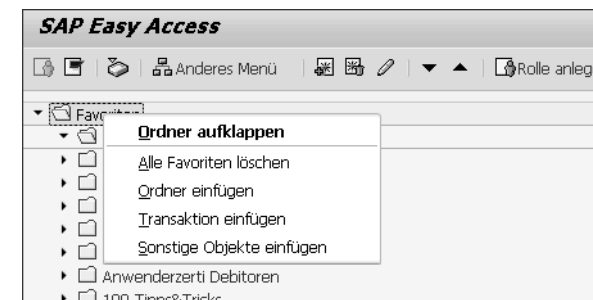 SAP Easy Access
Anderes Menü
Rolle anleg
Ordner aufklappen
Alle Favoriten löschen
Ordner einfügen
Transaktion einfügen
Sonstige Objekte einfügen
Anwenderzerti Debitoren
100 Tipps&Tricks